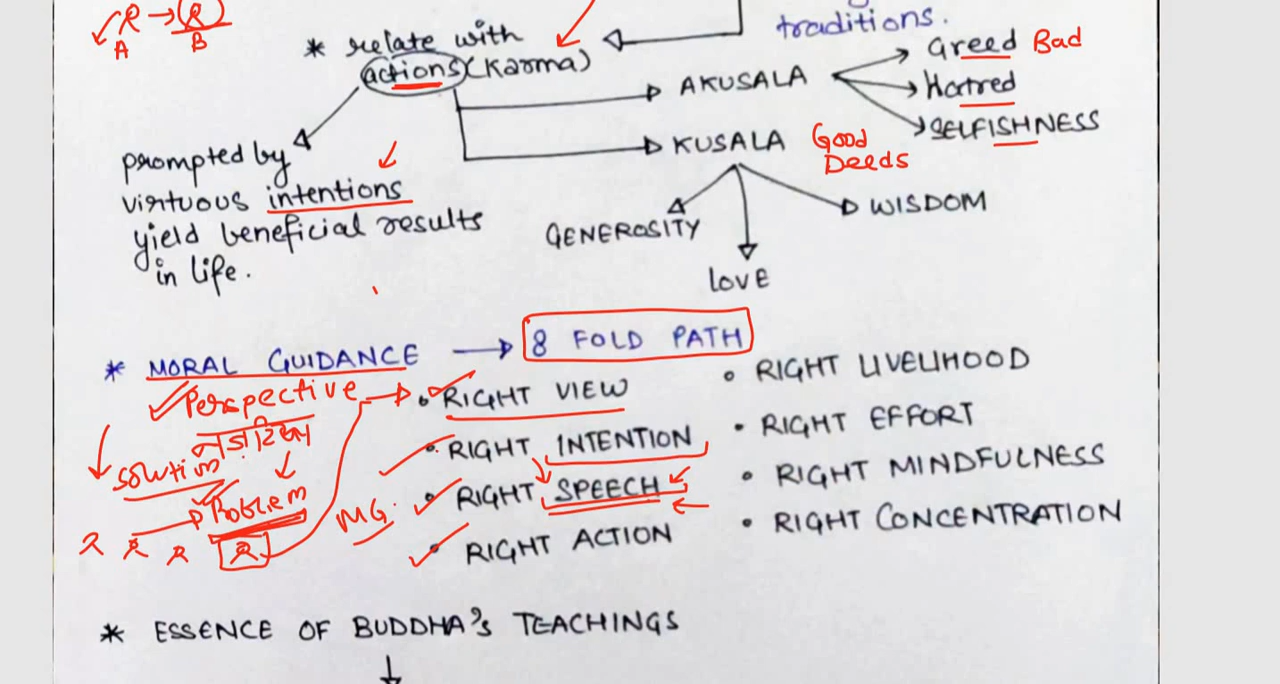 R → R
A B
traditions.
* relate with
actions (Karma)
AKUSALA
Greed Bad
Hatred
SELFISHNESS
KUSALA Good
Deeds
prompted by
virtuous intentions
yield beneficial results
in life.
GENEROSITY
WISDOM
LOVE
* MORAL GUIDANCE → 8 FOLD PATH
Perspective → • RIGHT VIEW
• RIGHT INTENTION
Solution
• RIGHT SPEECH
Problem
MG.
• RIGHT ACTION
• RIGHT LIVELIHOOD
• RIGHT EFFORT
• RIGHT MINDFULNESS
• RIGHT CONCENTRATION
* ESSENCE OF BUDDHA's TEACHINGS